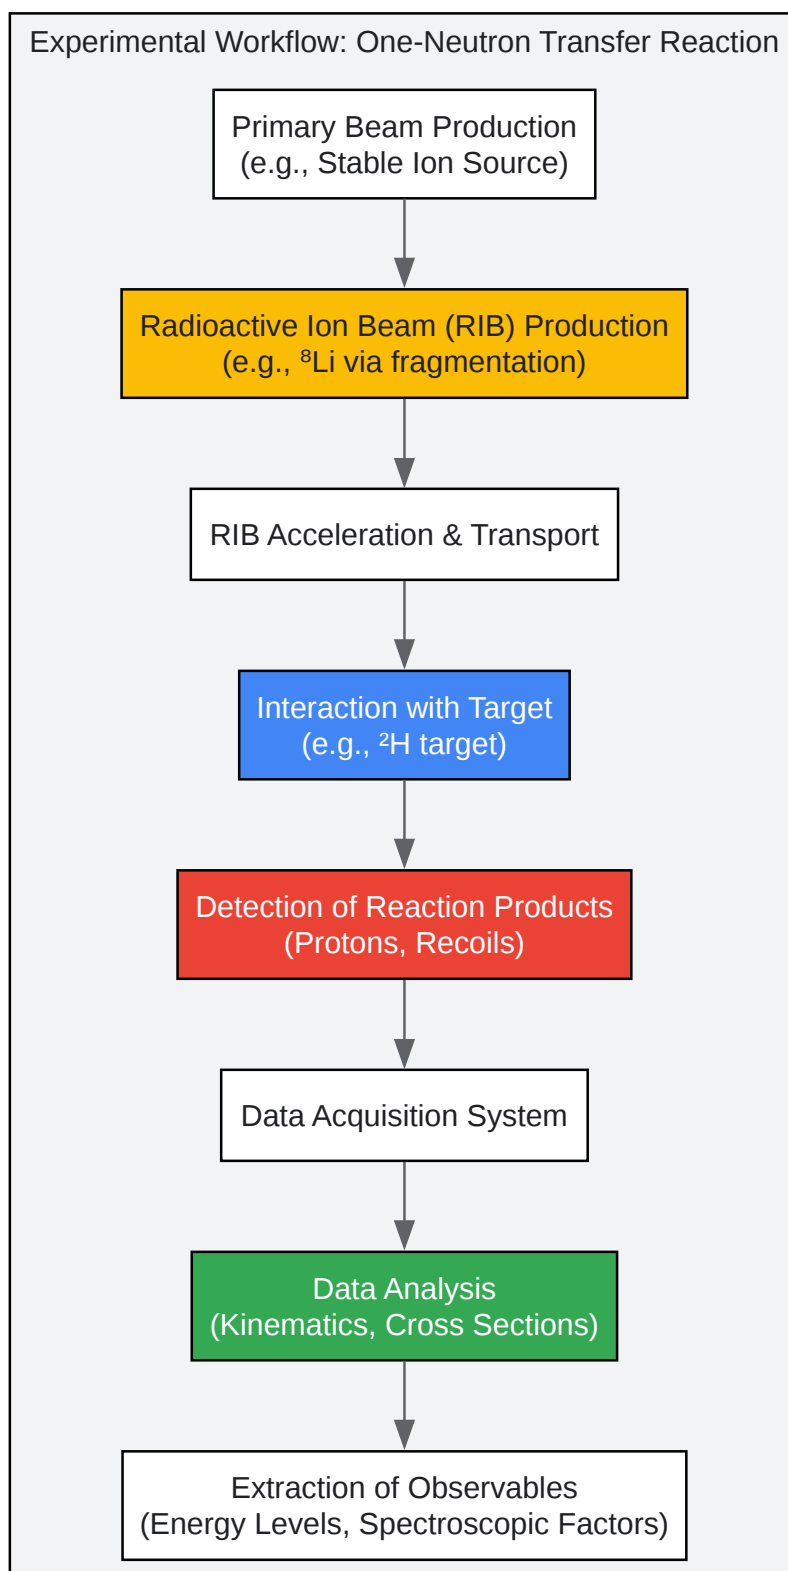 Experimental Workflow: One-Neutron Transfer Reaction
Primary Beam Production
(e.g., Stable Ion Source)
Radioactive Ion Beam (RIB) Production
(e.g., ⁸Li via fragmentation)
RIB Acceleration & Transport
Interaction with Target
(e.g., ²H target)
Detection of Reaction Products
(Protons, Recoils)
Data Acquisition System
Data Analysis
(Kinematics, Cross Sections)
Extraction of Observables
(Energy Levels, Spectroscopic Factors)